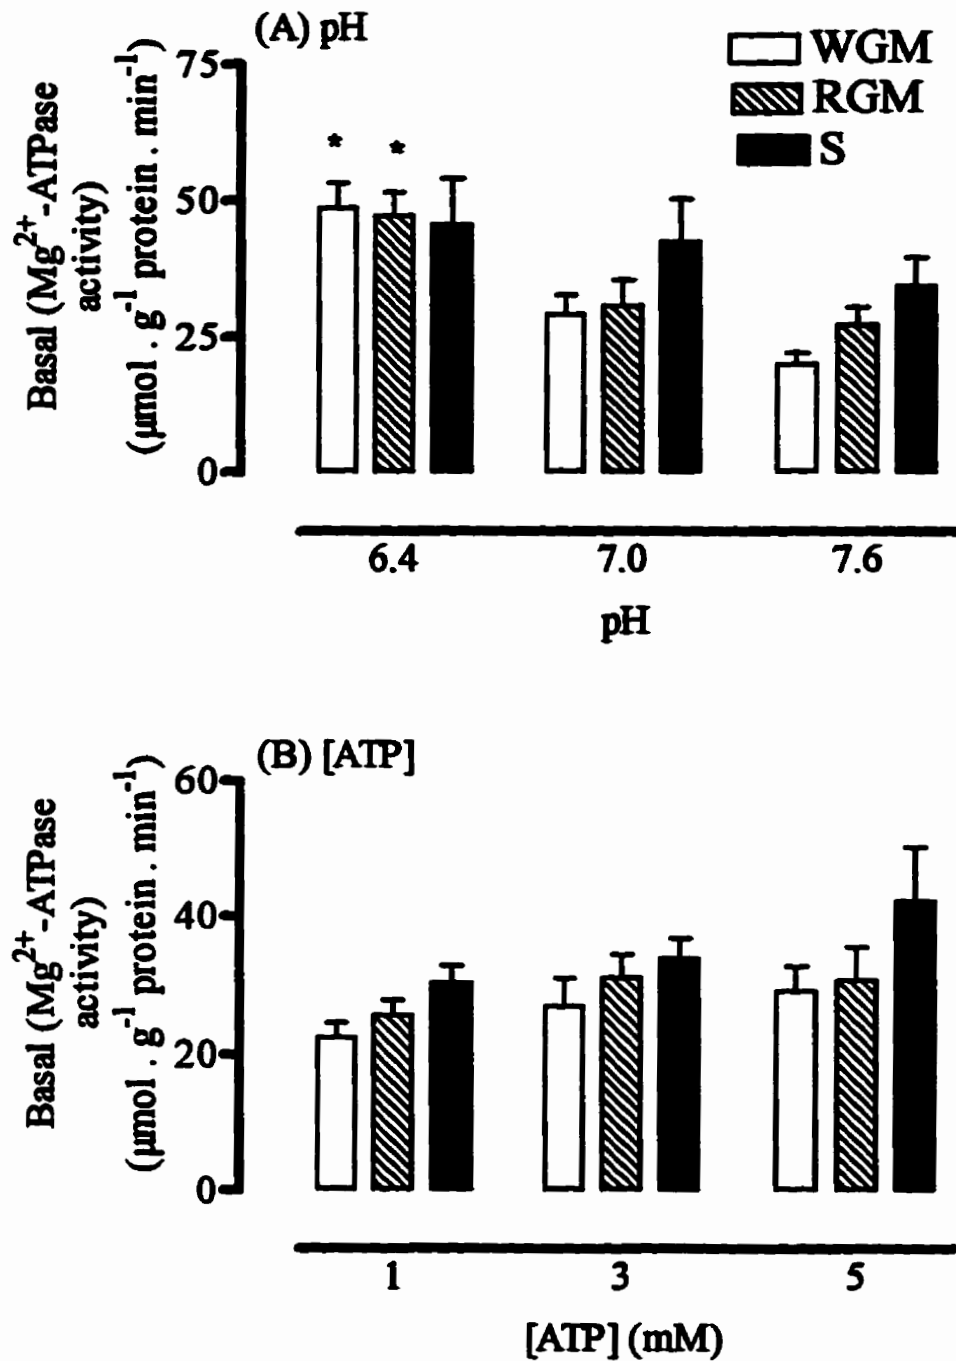 (A) pH
WGM
RGM
S
Basal (Mg²⁺-ATPase
activity)
(µmol . g⁻¹ protein . min⁻¹)
75
50
25
0
* *
6.4 7.0 7.6
pH
(B) [ATP]
Basal (Mg²⁺-ATPase
activity)
(µmol . g⁻¹ protein . min⁻¹)
60
40
20
0
1 3 5
[ATP] (mM)